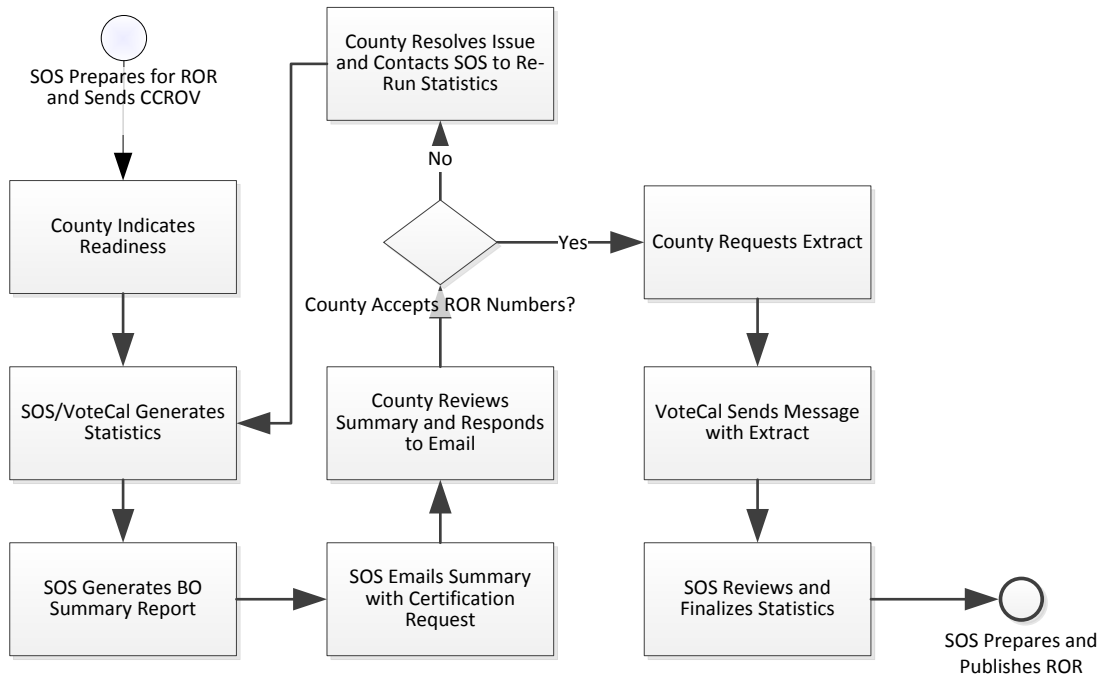 SOS Prepares for ROR
and Sends CCROV
County Indicates
Readiness
SOS/VoteCal Generates
Statistics
SOS Generates BO
Summary Report
SOS Emails Summary
with Certification
Request
County Reviews
Summary and Responds
to Email
County Accepts ROR Numbers?
No
County Resolves Issue
and Contacts SOS to Re-
Run Statistics
Yes
County Requests Extract
VoteCal Sends Message
with Extract
SOS Reviews and
Finalizes Statistics
SOS Prepares and
Publishes ROR